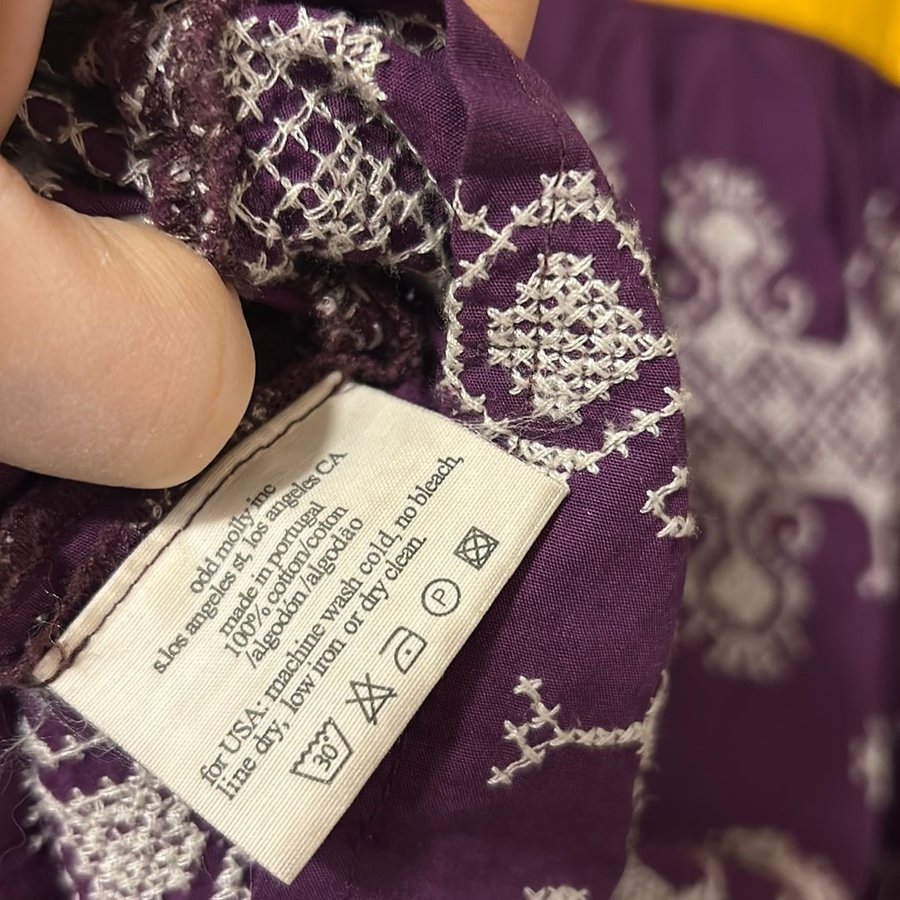 odd molly inc
s.los angeles st, los angeles CA
made in portugal
100% cotton/coton
/algodón/algodão
for USA: machine wash cold, no bleach,
line dry, low iron or dry clean.
30° P